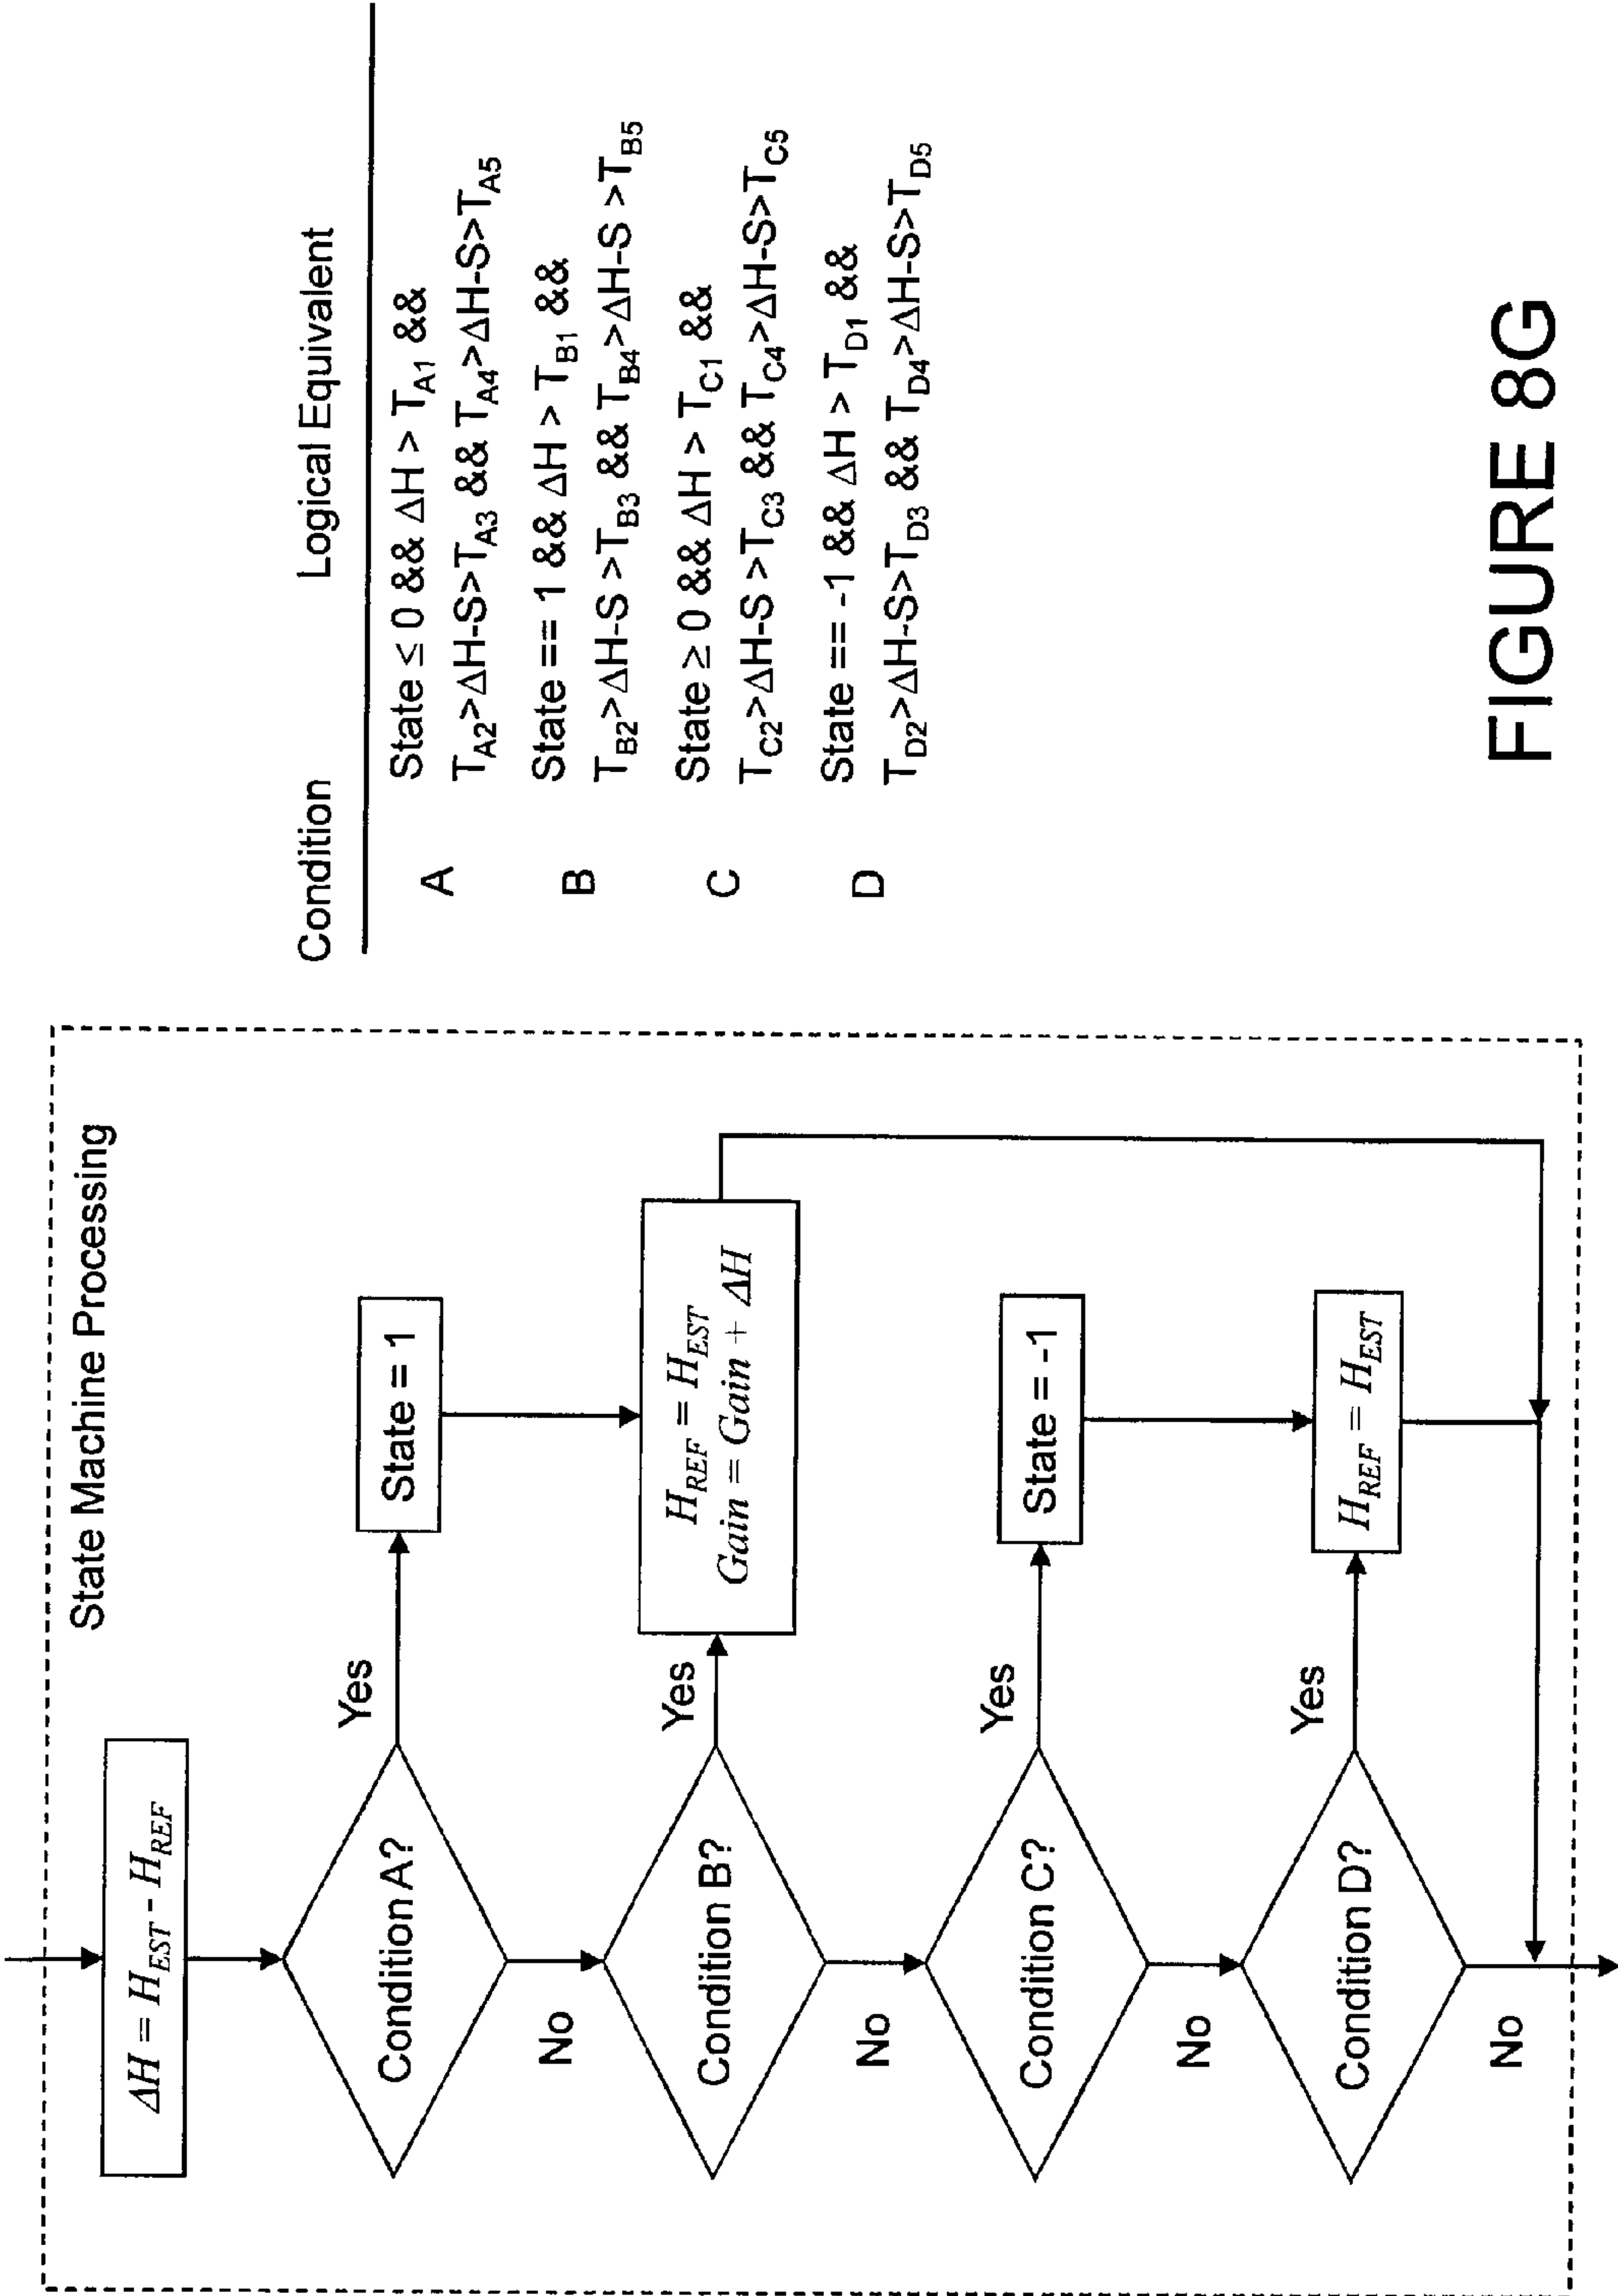 State Machine Processing
ΔH = H_EST - H_REF
Condition A?
Yes
State = 1
No
Condition B?
Yes
H_REF = H_EST
Gain = Gain + ΔH
No
Condition C?
Yes
State = -1
No
Condition D?
Yes
H_REF = H_EST
No
Condition Logical Equivalent
A State ≤ 0 && ΔH > T_A1 &&
T_A2>ΔH-S>T_A3 && T_A4>ΔH-S>T_A5
B State == 1 && ΔH > T_B1 &&
T_B2>ΔH-S >T_B3 && T_B4>ΔH-S >T_B5
C State ≥ 0 && ΔH > T_C1 &&
T_C2>ΔH-S >T_C3 && T_C4>ΔH-S>T_C5
D State == -1 && ΔH > T_D1 &&
T_D2>ΔH-S>T_D3 && T_D4>ΔH-S>T_D5
FIGURE 8G